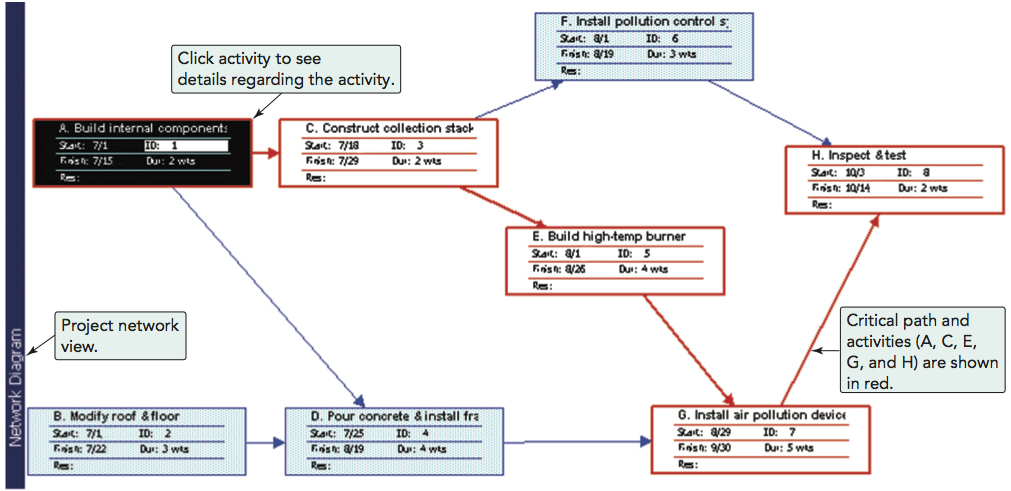 Network Diagram
F. Install pollution control s
Start: 8/1 ID: 6
Finish: 8/19 Dur: 3 wks
Res:
Click activity to see
details regarding the activity.
A. Build internal components
Start: 7/1 ID: 1
Finish: 7/15 Dur: 2 wks
Res:
C. Construct collection stack
Start: 7/18 ID: 3
Finish: 7/29 Dur: 2 wks
Res:
H. Inspect & test
Start: 10/3 ID: 8
Finish: 10/14 Dur: 2 wks
Res:
E. Build high-temp burner
Start: 8/1 ID: 5
Finish: 8/26 Dur: 4 wks
Res:
Project network
view.
Critical path and
activities (A, C, E,
G, and H) are shown
in red.
B. Modify roof & floor
Start: 7/1 ID: 2
Finish: 7/22 Dur: 3 wks
Res:
D. Pour concrete & install fra
Start: 7/25 ID: 4
Finish: 8/19 Dur: 4 wks
Res:
G. Install air pollution device
Start: 8/29 ID: 7
Finish: 9/30 Dur: 5 wks
Res: